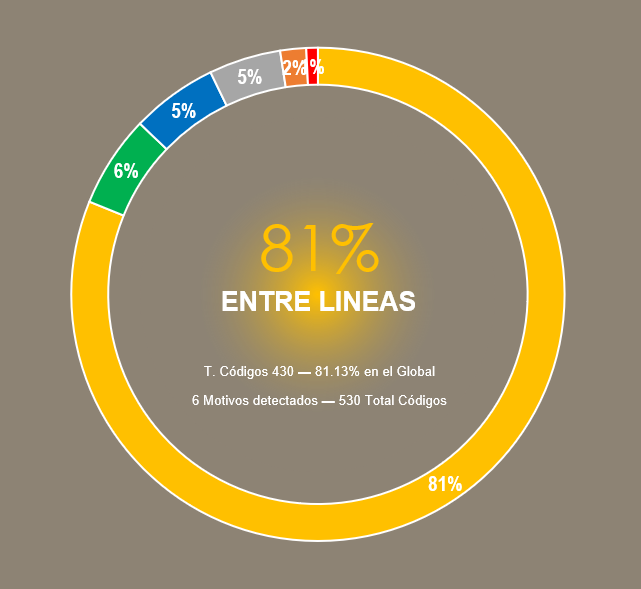 2%
1%
5%
5%
6%
81%
ENTRE LINEAS
T. Códigos 430 — 81.13% en el Global
6 Motivos detectados — 530 Total Códigos
81%